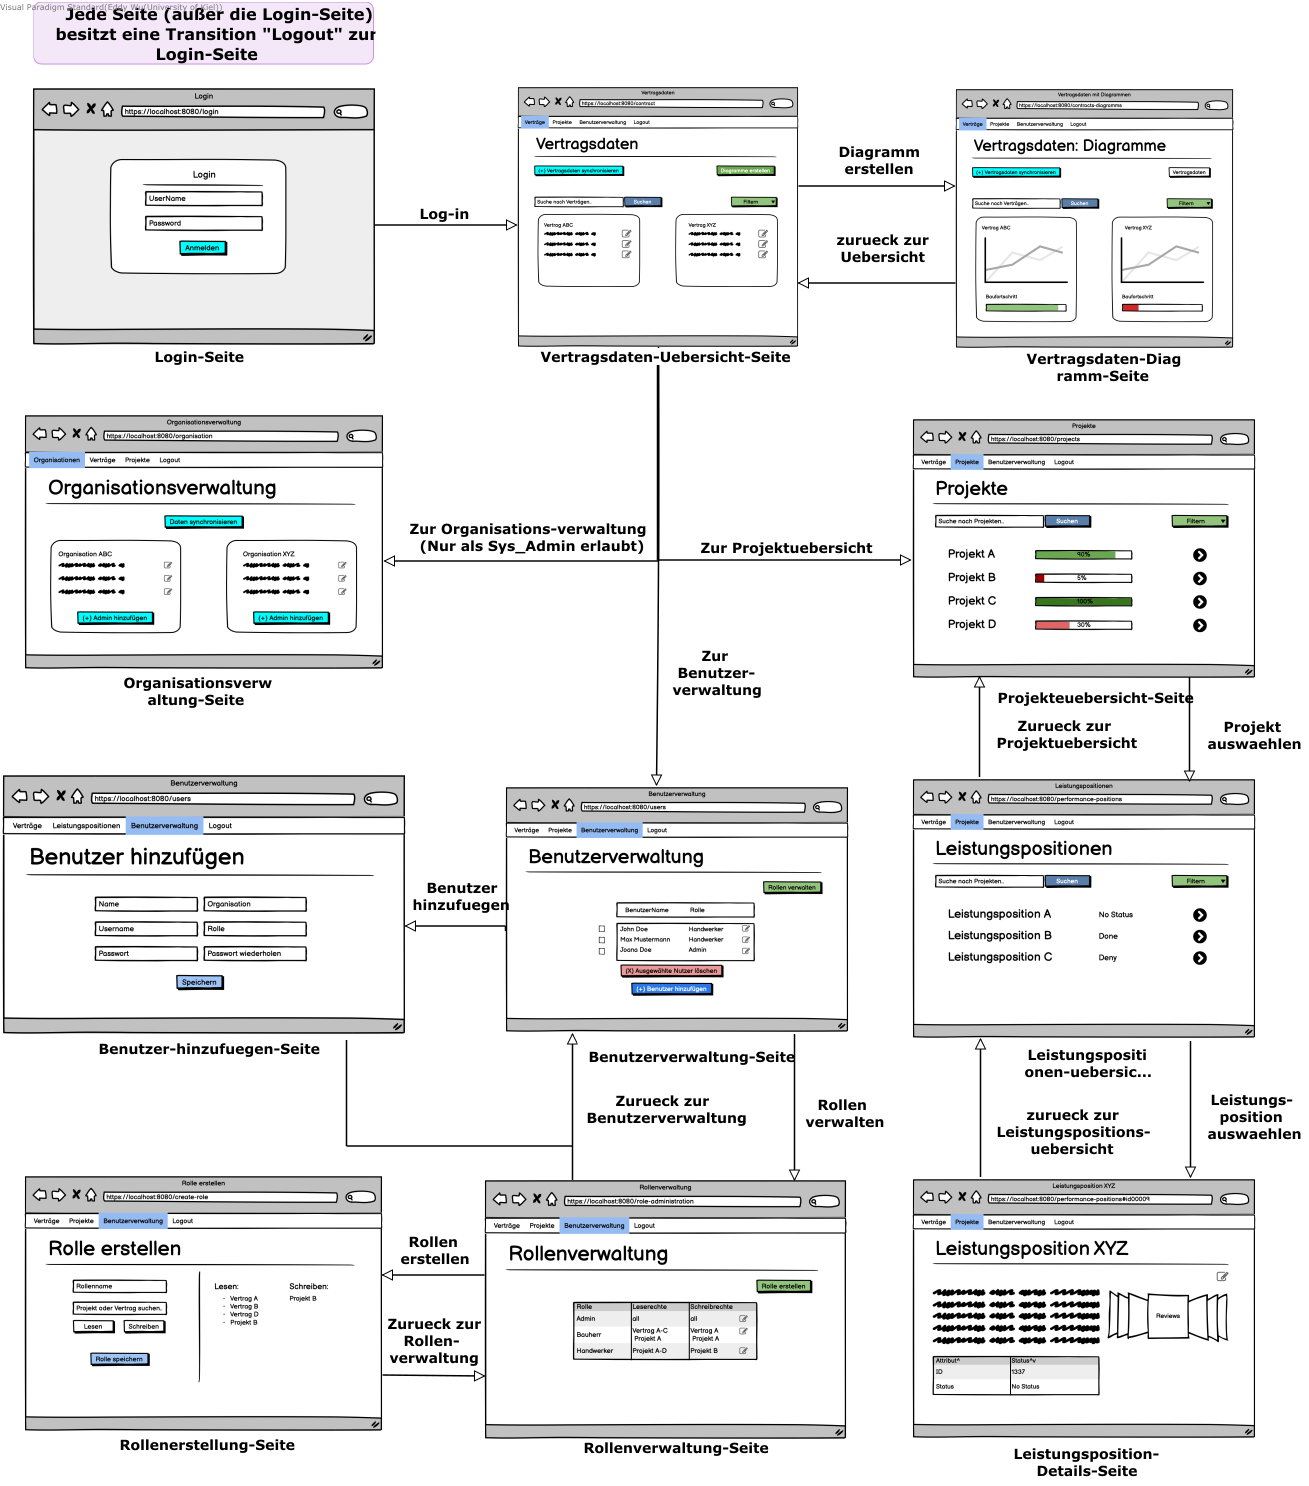 Visual Paradigm Standard(Eddy Wu(University of Kiel))
Jede Seite (außer die Login-Seite)
besitzt eine Transition "Logout" zur
Login-Seite
Login
https://localhost:8080/login
Login
UserName
Password
Anmelden
Login-Seite
Log-in
Vertragsdaten
https://localhost:8080/contract
Verträge Projekte Benutzerverwaltung Logout
Vertragsdaten
(+) Vertragsdaten synchronisieren
Diagramme erstellen
Suche nach Verträgen..
Suchen
Filtern
Vertrag ABC
Vertrag XYZ
Vertragsdaten-Uebersicht-Seite
Diagramm
erstellen
zurueck zur
Uebersicht
Vertragsdaten mit Diagrammen
https://localhost:8080/contracts-diagramms
Verträge Projekte Benutzerverwaltung Logout
Vertragsdaten: Diagramme
(+) Vertragsdaten synchronisieren
Vertragsdaten
Suche nach Verträgen..
Suchen
Filtern
Vertrag ABC
Baufortschritt
Vertrag XYZ
Baufortschritt
Vertragsdaten-Diag
ramm-Seite
Organisationsverwaltung
https://localhost:8080/organisation
Organisationen Verträge Projekte Logout
Organisationsverwaltung
Daten synchronisieren
Organisation ABC
(+) Admin hinzufügen
Organisation XYZ
(+) Admin hinzufügen
Organisationsverw
altung-Seite
Zur Organisations-verwaltung
(Nur als Sys_Admin erlaubt)
Zur Projektuebersicht
Zur
Benutzer-
verwaltung
Projekte
https://localhost:8080/projects
Verträge Projekte Benutzerverwaltung Logout
Projekte
Suche nach Projekten..
Suchen
Filtern
Projekt A 90%
Projekt B 5%
Projekt C 100%
Projekt D 30%
Projekteuebersicht-Seite
Zurueck zur
Projektuebersicht
Projekt
auswaehlen
Benutzerverwaltung
https://localhost:8080/users
Verträge Leistungspositionen Benutzerverwaltung Logout
Benutzer hinzufügen
Name Organisation
Username Rolle
Passwort Passwort wiederholen
Speichern
Benutzer-hinzufuegen-Seite
Benutzer
hinzufuegen
Benutzerverwaltung
https://localhost:8080/users
Verträge Projekte Benutzerverwaltung Logout
Benutzerverwaltung
Rollen verwalten
BenutzerName Rolle
John Doe Handwerker
Max Mustermann Handwerker
Joana Doe Admin
(X) Ausgewählte Nutzer löschen
(+) Benutzer hinzufügen
Benutzerverwaltung-Seite
Zurueck zur
Benutzerverwaltung
Rollen
verwalten
Leistungspositionen
https://localhost:8080/performance-positions
Verträge Projekte Benutzerverwaltung Logout
Leistungspositionen
Suche nach Projekten..
Suchen
Filtern
Leistungsposition A No Status
Leistungsposition B Done
Leistungsposition C Deny
Leistungspositi
onen-uebersic...
zurueck zur
Leistungspositions-
uebersicht
Leistungs-
position
auswaehlen
Rolle erstellen
https://localhost:8080/create-role
Verträge Projekte Benutzerverwaltung Logout
Rolle erstellen
Rollenname
Projekt oder Vertrag suchen..
Lesen Schreiben
Rolle speichern
Lesen:
- Vertrag A
- Vertrag B
- Vertrag D
- Projekt B
Schreiben:
Projekt B
Rollenerstellung-Seite
Rollen
erstellen
Zurueck zur
Rollen-
verwaltung
Rollenverwaltung
https://localhost:8080/role-administration
Verträge Projekte Benutzerverwaltung Logout
Rollenverwaltung
Rolle erstellen
Rolle Leserechte Schreibrechte
Admin all all
Bauherr Vertrag A-C Projekt A Vertrag A Projekt A
Handwerker Projekt A-D Projekt B
Rollenverwaltung-Seite
Leistungsposition XYZ
https://localhost:8080/performance-positions#id00009
Verträge Projekte Benutzerverwaltung Logout
Leistungsposition XYZ
Reviews
Attribut^ Status^v
ID 1337
Status No Status
Leistungsposition-
Details-Seite